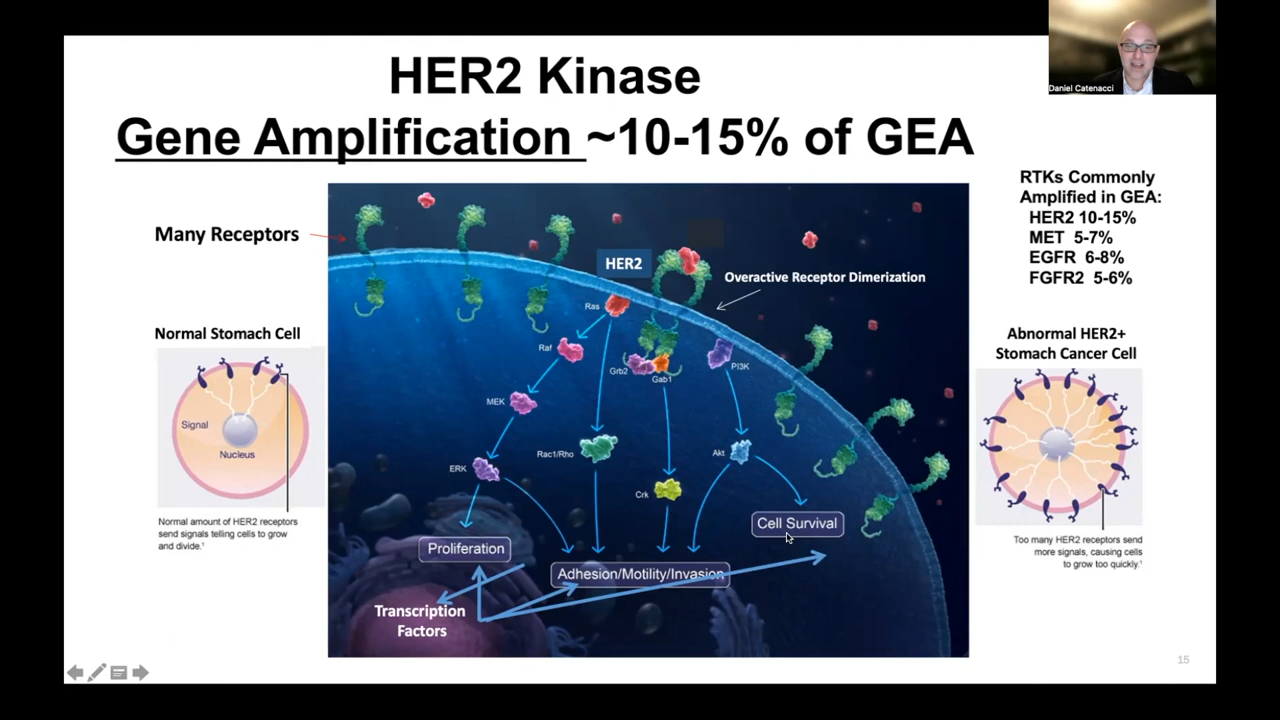 HER2 Kinase
Gene Amplification ~10-15% of GEA
Daniel Catenacci
RTKs Commonly
Amplified in GEA:
HER2 10-15%
MET 5-7%
EGFR 6-8%
FGFR2 5-6%
Many Receptors
HER2
Overactive Receptor Dimerization
Ras
Raf
Grb2
Gab1
PI3K
MEK
Rac1/Rho
Akt
ERK
Crk
Cell Survival
Proliferation
Adhesion/Motility/Invasion
Transcription
Factors
Normal Stomach Cell
Signal
Nucleus
Normal amount of HER2 receptors
send signals telling cells to grow
and divide.¹
Abnormal HER2+
Stomach Cancer Cell
Too many HER2 receptors send
more signals, causing cells
to grow too quickly.¹
15